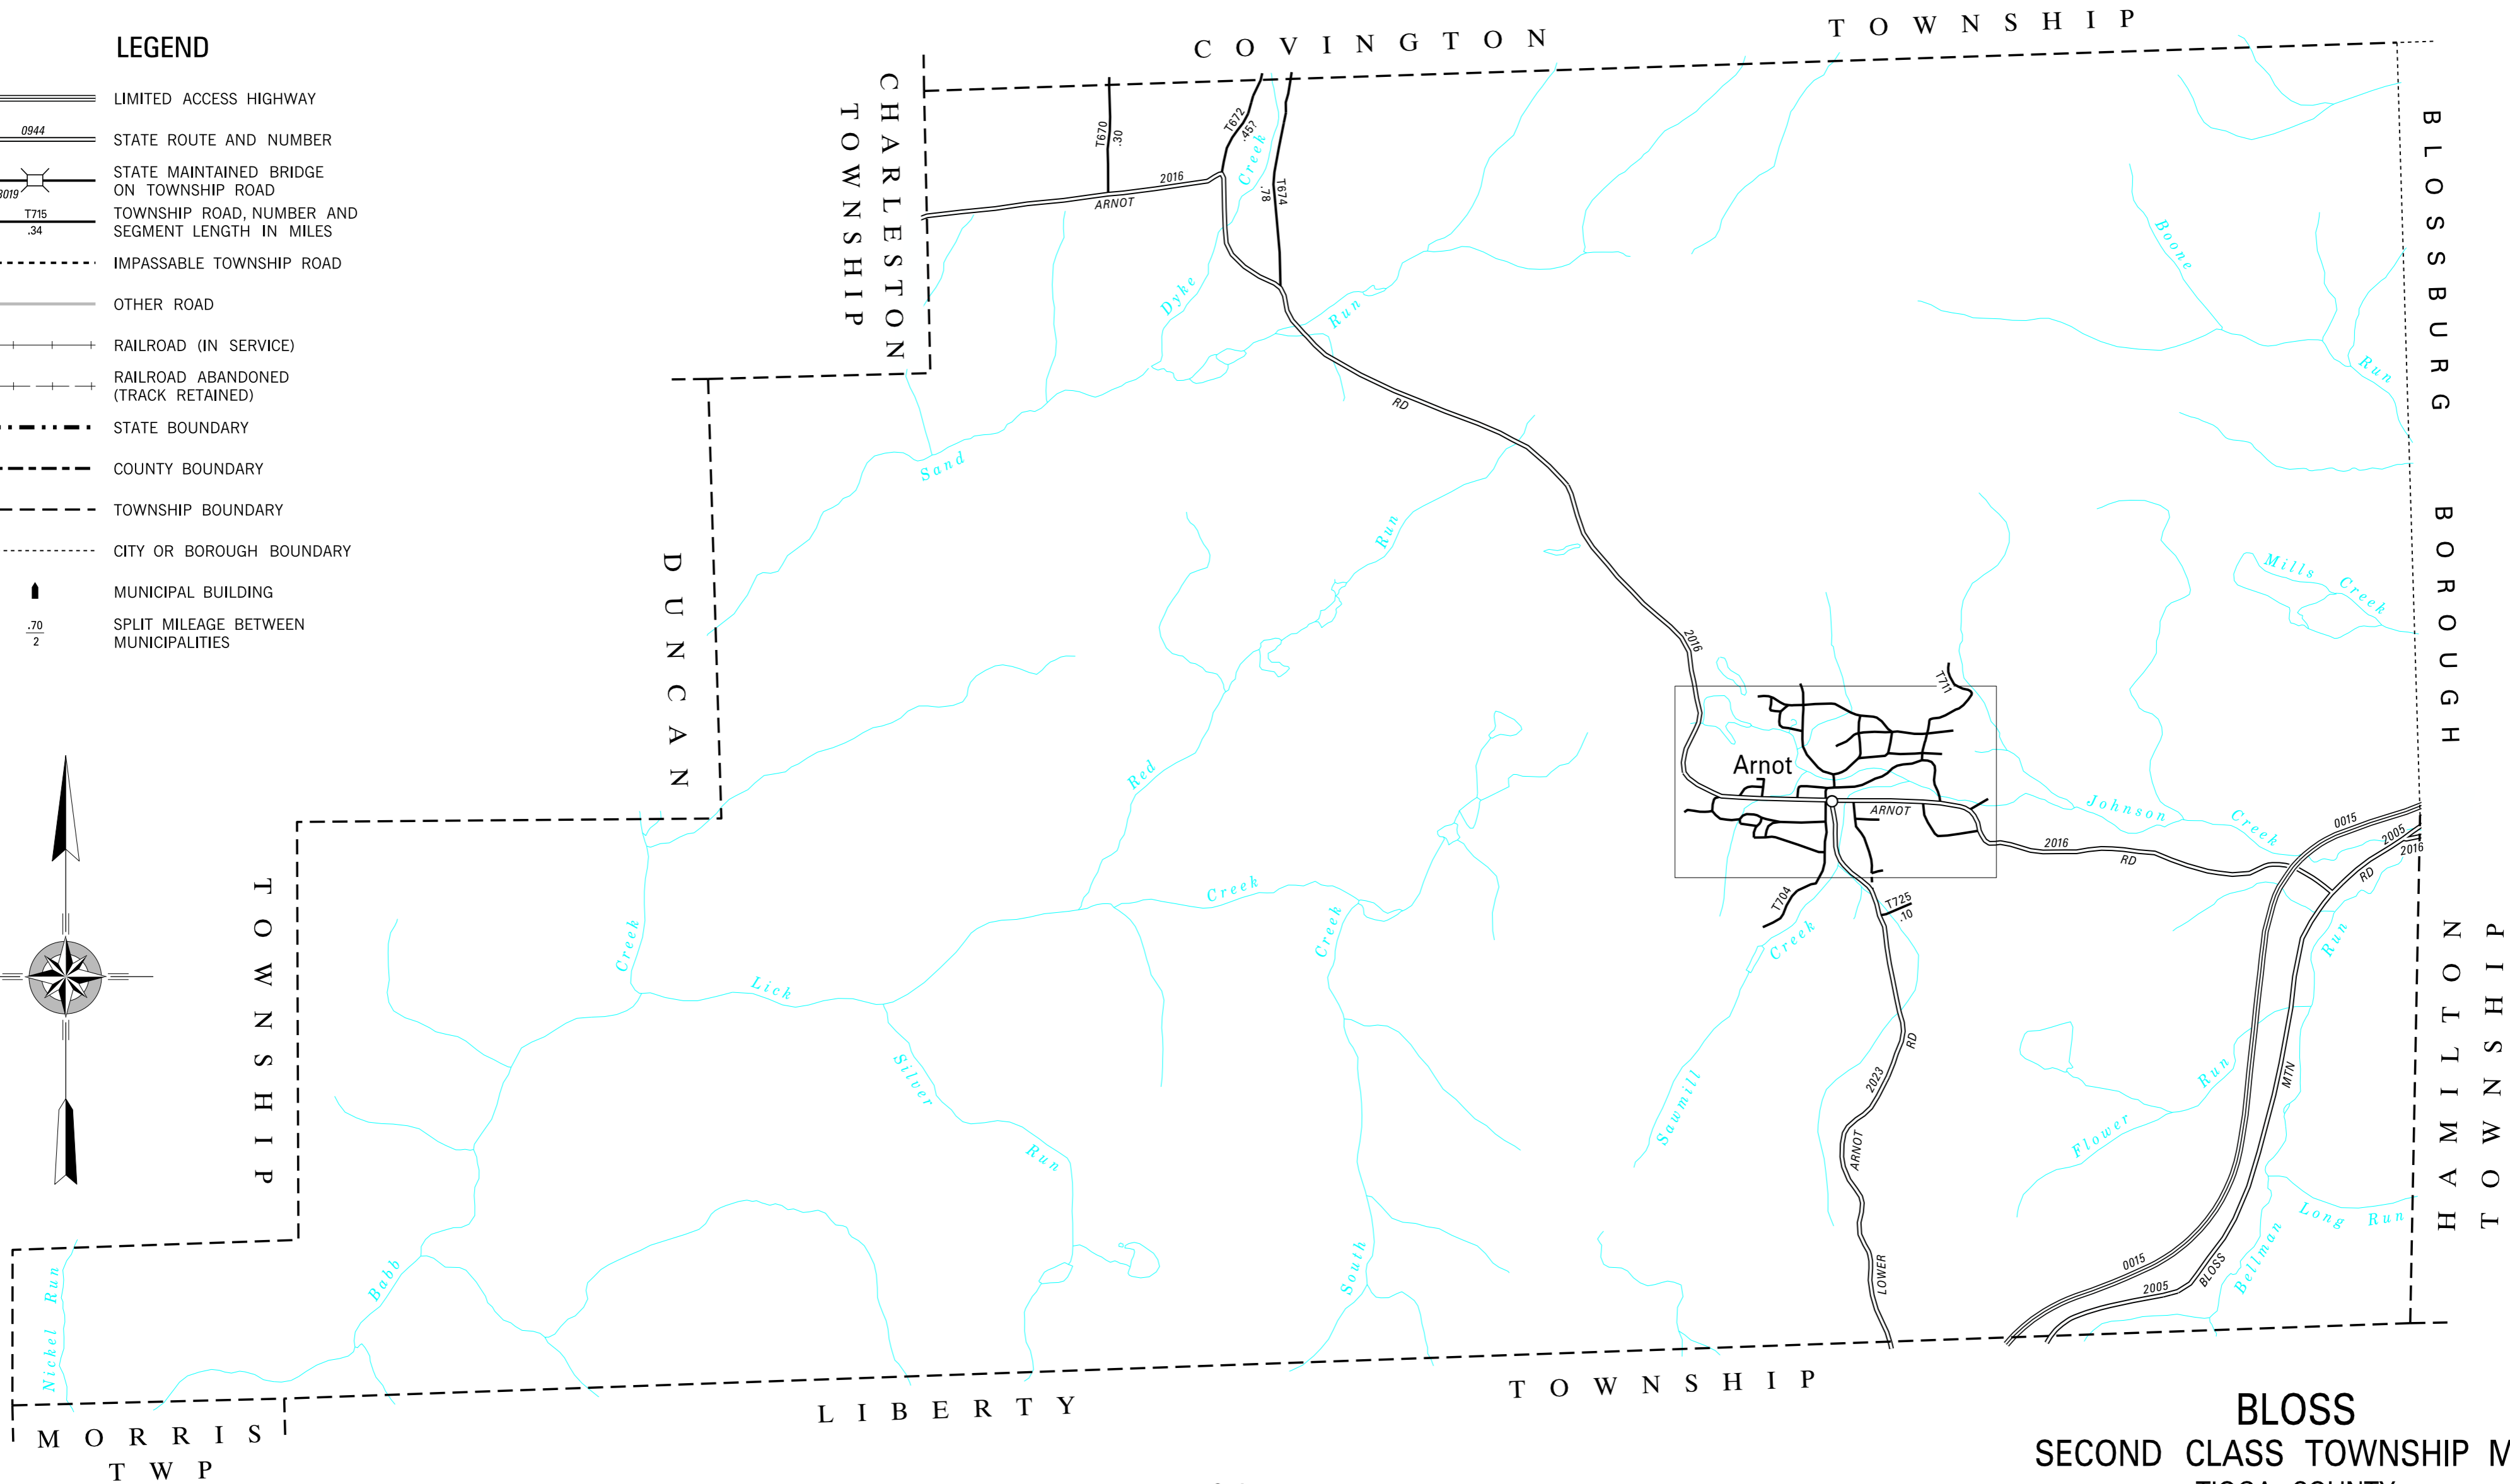 LEGEND
LIMITED ACCESS HIGHWAY
0944
STATE ROUTE AND NUMBER
STATE MAINTAINED BRIDGE
ON TOWNSHIP ROAD
3019
T715
.34
TOWNSHIP ROAD, NUMBER AND
SEGMENT LENGTH IN MILES
IMPASSABLE TOWNSHIP ROAD
OTHER ROAD
RAILROAD (IN SERVICE)
RAILROAD ABANDONED
(TRACK RETAINED)
STATE BOUNDARY
COUNTY BOUNDARY
TOWNSHIP BOUNDARY
CITY OR BOROUGH BOUNDARY
MUNICIPAL BUILDING
.70
2
SPLIT MILEAGE BETWEEN
MUNICIPALITIES
COVINGTON TOWNSHIP
CHARLESTON
TOWNSHIP
T670
.30
T672
.45?
Creek
T674
.78
2016
ARNOT
Dyke
Run
RD
Sand
Boone
Run
BLOSSBURG BOROUGH
DUNCAN
TOWNSHIP
Run
Red
Mills Creek
2016
T711
Arnot
ARNOT
Johnson Creek
2016
RD
0015
2005
2016
RD
T704
T725
.10
Creek
Creek
Creek
Creek
Lick
Silver
Run
Run
RD
2023
ARNOT
LOWER
Sawmill
Flower
Run
MTN
HAMILTON
TOWNSHIP
Long Run
Bellman
0015
2005
BLOSS
South
Babb
Nickel Run
MORRIS
TWP
LIBERTY TOWNSHIP
BLOSS
SECOND CLASS TOWNSHIP M
TIOGA COUNTY